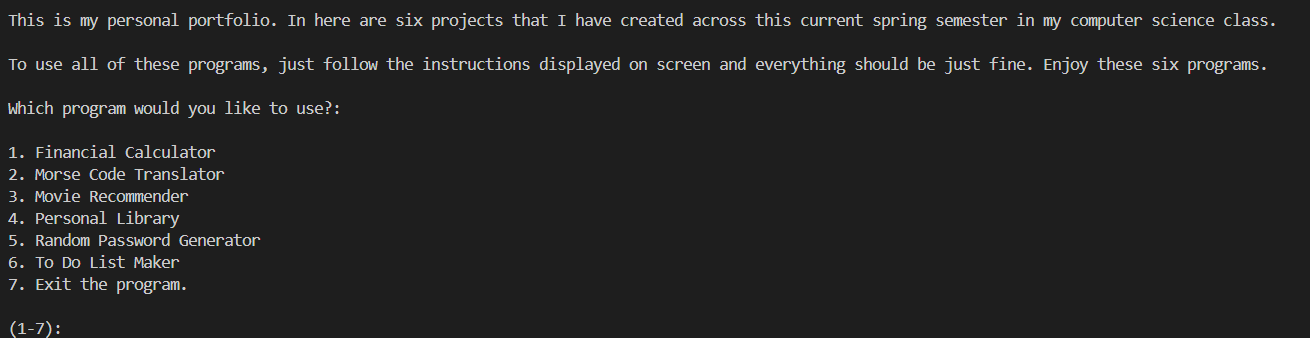 This is my personal portfolio. In here are six projects that I have created across this current spring semester in my computer science class.
To use all of these programs, just follow the instructions displayed on screen and everything should be just fine. Enjoy these six programs.
Which program would you like to use?:
1. Financial Calculator
2. Morse Code Translator
3. Movie Recommender
4. Personal Library
5. Random Password Generator
6. To Do List Maker
7. Exit the program.
(1-7):